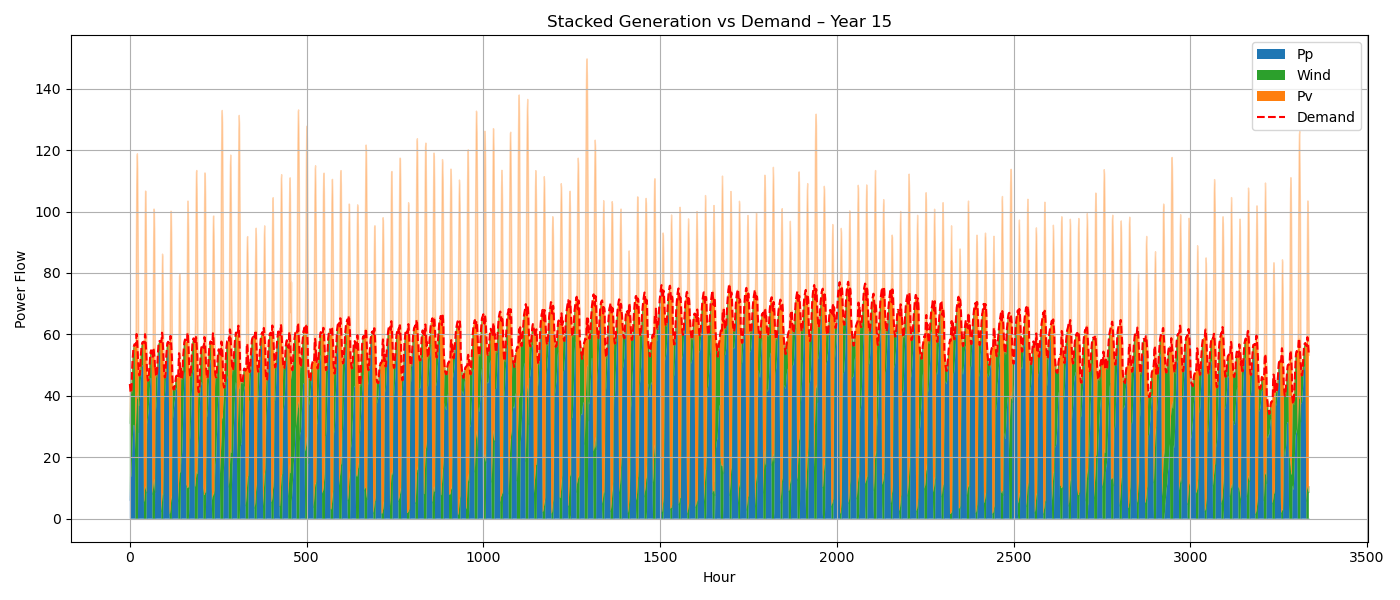 Stacked Generation vs Demand – Year 15
Pp
Wind
Pv
Demand
Power Flow
140
120
100
80
60
40
20
0
0 500 1000 1500 2000 2500 3000 3500
Hour